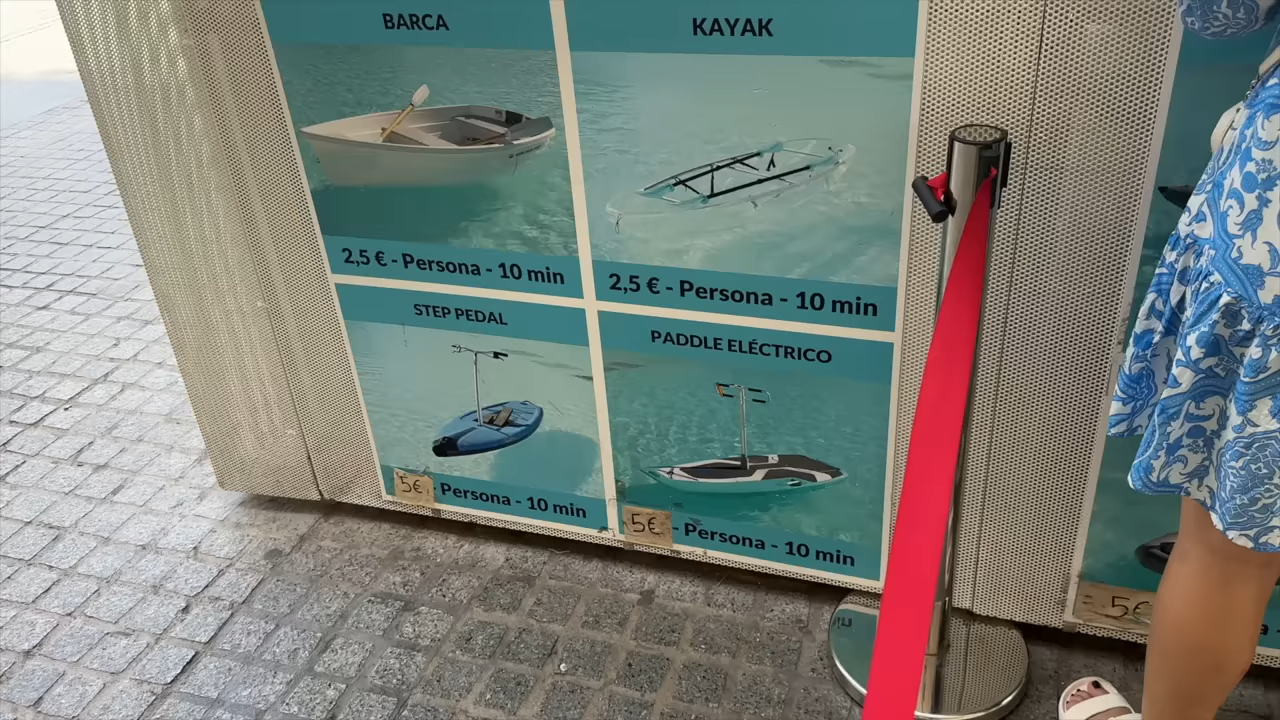 BARCA
KAYAK
2,5 € - Persona - 10 min
2,5 € - Persona - 10 min
STEP PEDAL
PADDLE ELÉCTRICO
5€ - Persona - 10 min
5€ - Persona - 10 min
5€